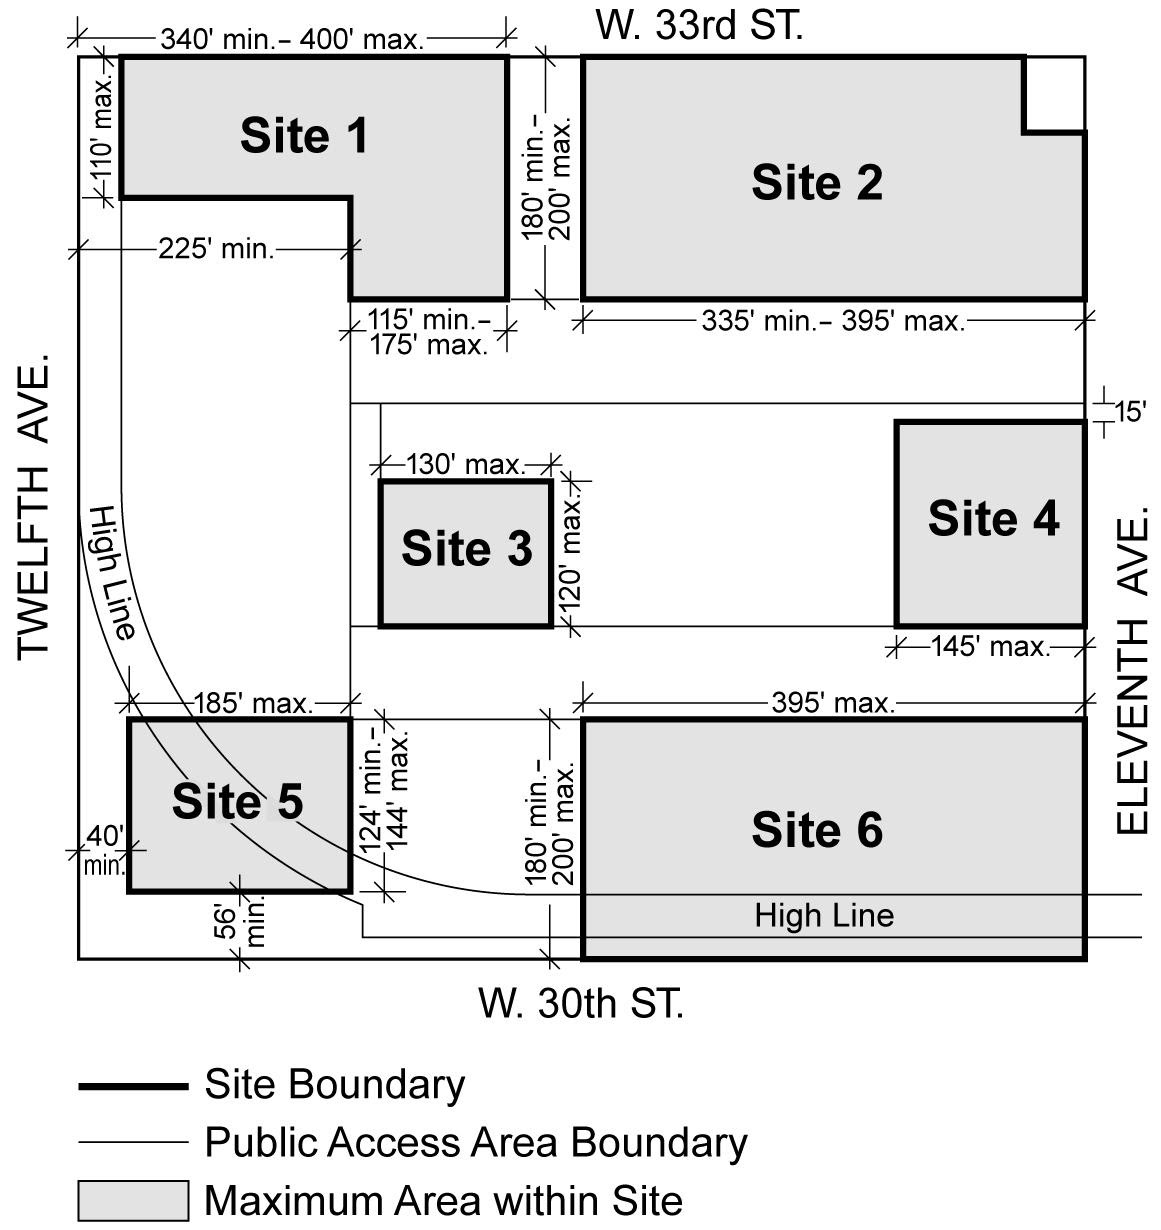 W. 33rd ST.
340' min.– 400' max.
110' max.
Site 1
180' min.–
200' max.
Site 2
225' min.
115' min.–
175' max.
335' min.– 395' max.
15'
TWELFTH AVE.
High Line
130' max.
Site 3
120' max.
Site 4
145' max.
ELEVENTH AVE.
185' max.
395' max.
Site 5
124' min.–
144' max.
180' min.–
200' max.
Site 6
40'
min.
56'
min.
High Line
W. 30th ST.
Site Boundary
Public Access Area Boundary
Maximum Area within Site